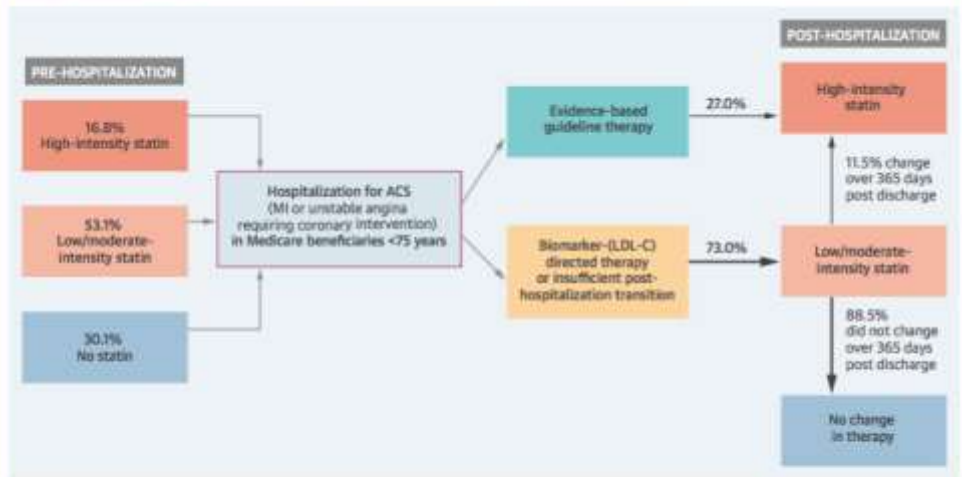 PRE-HOSPITALIZATION
16.8%
High-intensity statin
53.1%
Low/moderate-
intensity statin
30.1%
No statin
Hospitalization for ACS
(MI or unstable angina
requiring coronary intervention)
in Medicare beneficiaries <75 years
Evidence-based
guideline therapy
27.0%
Biomarker-(LDL-C)
directed therapy
or insufficient post-
hospitalization transition
73.0%
POST-HOSPITALIZATION
High-intensity
statin
11.5% change
over 365 days
post discharge
Low/moderate-
intensity statin
88.5%
did not change
over 365 days
post discharge
No change
in therapy